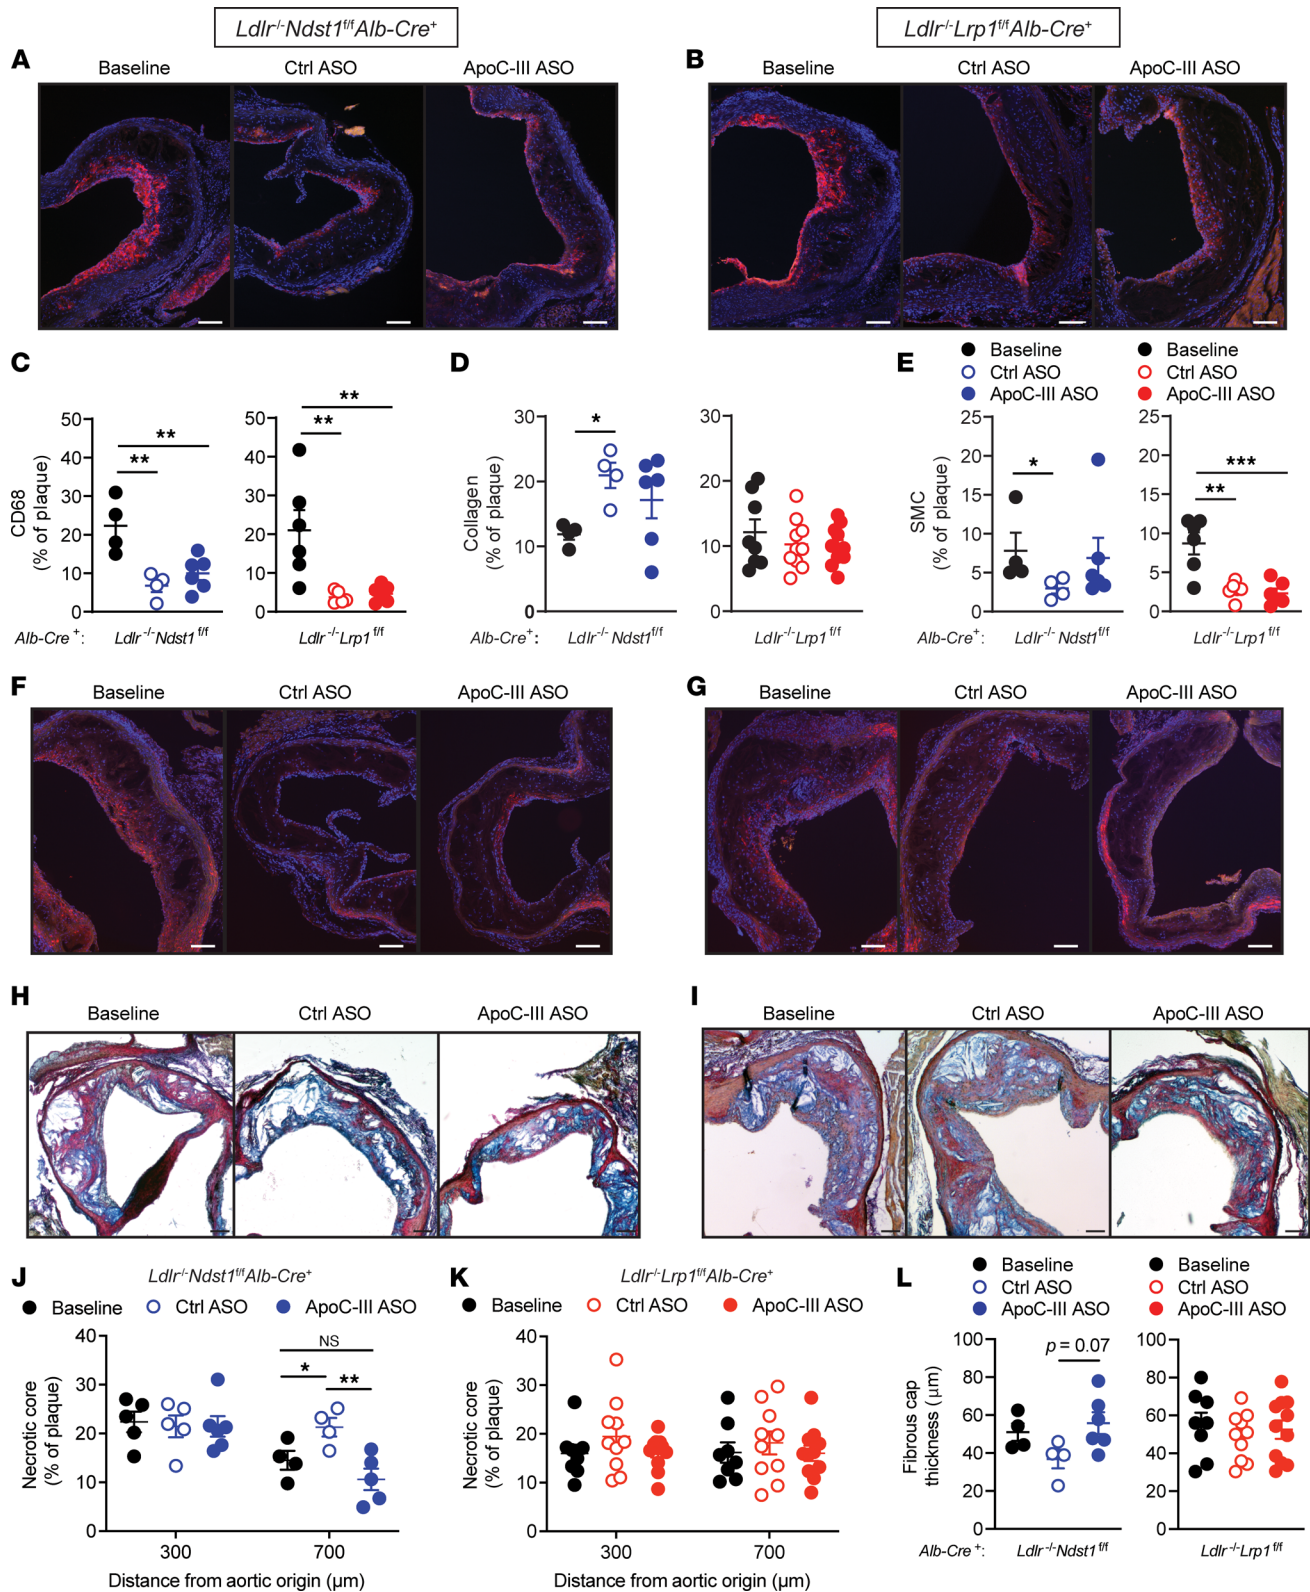 Ldlr-/-Ndst1f/fAlb-Cre+
Ldlr-/-Lrp1f/fAlb-Cre+
A
Baseline
Ctrl ASO
ApoC-III ASO
B
Baseline
Ctrl ASO
ApoC-III ASO
C
CD68
(% of plaque)
50
40
30
20
10
0
**
**
50
40
30
20
10
0
**
**
Alb-Cre+:
Ldlr-/-Ndst1f/f
Ldlr-/-Lrp1f/f
D
Collagen
(% of plaque)
30
20
10
0
*
30
20
10
0
Alb-Cre+:
Ldlr-/-Ndst1f/f
Ldlr-/-Lrp1f/f
E
Baseline
Ctrl ASO
ApoC-III ASO
Baseline
Ctrl ASO
ApoC-III ASO
SMC
(% of plaque)
25
20
15
10
5
0
*
25
20
15
10
5
0
***
**
Alb-Cre+:
Ldlr-/-Ndst1f/f
Ldlr-/-Lrp1f/f
F
Baseline
Ctrl ASO
ApoC-III ASO
G
Baseline
Ctrl ASO
ApoC-III ASO
H
Baseline
Ctrl ASO
ApoC-III ASO
I
Baseline
Ctrl ASO
ApoC-III ASO
J
Ldlr-/-Ndst1f/fAlb-Cre+
Baseline
Ctrl ASO
ApoC-III ASO
Necrotic core
(% of plaque)
40
30
20
10
0
NS
*
**
300
700
Distance from aortic origin (μm)
K
Ldlr-/-Lrp1f/fAlb-Cre+
Baseline
Ctrl ASO
ApoC-III ASO
Necrotic core
(% of plaque)
40
30
20
10
0
300
700
Distance from aortic origin (μm)
L
Baseline
Ctrl ASO
ApoC-III ASO
Baseline
Ctrl ASO
ApoC-III ASO
Fibrous cap
thickness (μm)
100
80
60
40
20
0
p = 0.07
100
80
60
40
20
0
Alb-Cre+:
Ldlr-/-Ndst1f/f
Ldlr-/-Lrp1f/f